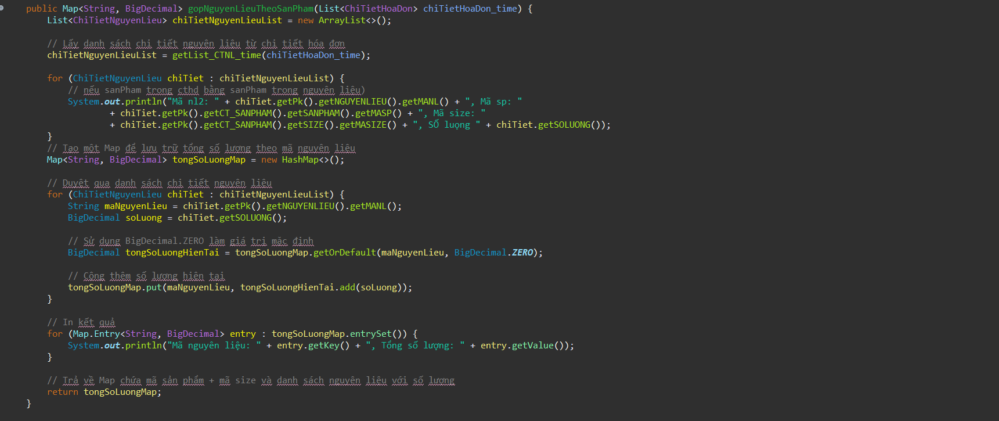 public Map<String, BigDecimal> gopNguyenLieuTheoSanPham(List<ChiTietHoaDon> chiTietHoaDon_time) {
List<ChiTietNguyenLieu> chiTietNguyenLieuList = new ArrayList<>();
// Lấy danh sách chi tiết nguyên liệu từ chi tiết hóa đơn
chiTietNguyenLieuList = getList_CTNL_time(chiTietHoaDon_time);
for (ChiTietNguyenLieu chiTiet : chiTietNguyenLieuList) {
// nếu sanPham trong cthd bằng sanPham trong nguyên liêu)
System.out.println("Mã nl2: " + chiTiet.getPk().getNGUYENLIEU().getMANL() + ", Mã sp: "
+ chiTiet.getPk().getCT_SANPHAM().getSANPHAM().getMASP() + ", Mã size: "
+ chiTiet.getPk().getCT_SANPHAM().getSIZE().getMASIZE() + ", SỐ luọng " + chiTiet.getSOLUONG());
}
// Tạo một Map để lưu trữ tổng số lượng theo mã nguyên liệu
Map<String, BigDecimal> tongSoLuongMap = new HashMap<>();
// Duyệt qua danh sách chi tiết nguyên liệu
for (ChiTietNguyenLieu chiTiet : chiTietNguyenLieuList) {
String maNguyenLieu = chiTiet.getPk().getNGUYENLIEU().getMANL();
BigDecimal soLuong = chiTiet.getSOLUONG();
// Sử dụng BigDecimal.ZERO làm giá trị mặc định
BigDecimal tongSoLuongHienTai = tongSoLuongMap.getOrDefault(maNguyenLieu, BigDecimal.ZERO);
// Cộng thêm số lượng hiện tại
tongSoLuongMap.put(maNguyenLieu, tongSoLuongHienTai.add(soLuong));
}
// In kết quả
for (Map.Entry<String, BigDecimal> entry : tongSoLuongMap.entrySet()) {
System.out.println("Mã nguyên liệu: " + entry.getKey() + ", Tổng số lượng: " + entry.getValue());
}
// Trả về Map chứa mã sản phẩm + mã size và danh sách nguyên liệu với số lượng
return tongSoLuongMap;
}